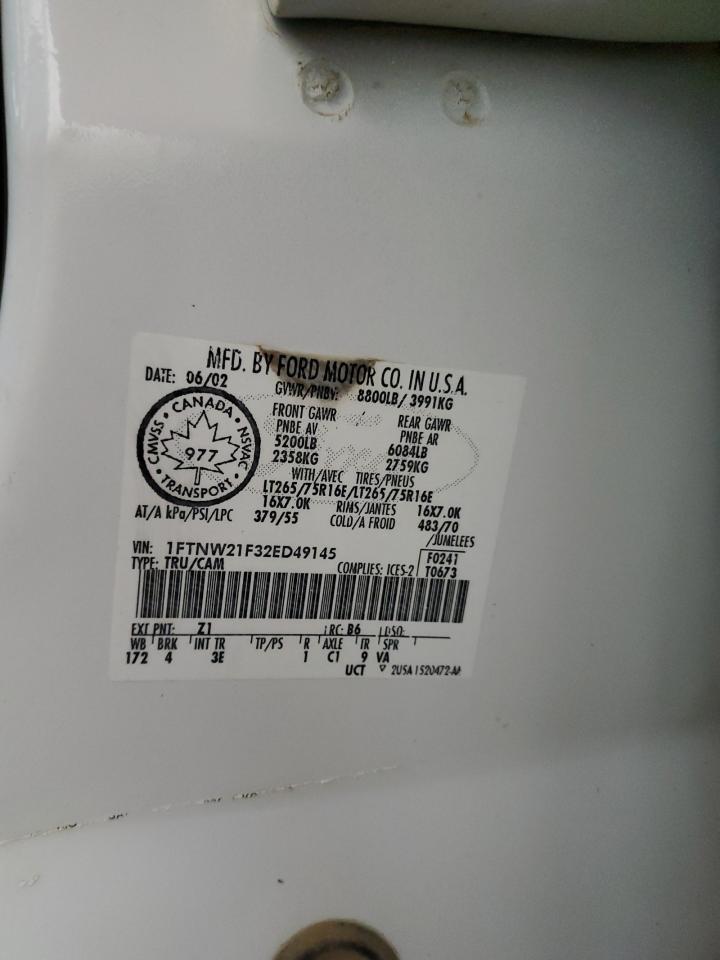 MFD. BY FORD MOTOR CO. IN U.S.A.
DATE: 06/02
GVWR/PNBV: 8800LB/ 3991KG
CANADA
CMVSS
NSVAC
977
TRANSPORT
FRONT GAWR
PNBE AV
5200LB
2358KG
REAR GAWR
PNBE AR
6084LB
2759KG
WITH/AVEC TIRES/PNEUS
LT265/75R16E/LT265/75R16E
16X7.0K RIMS/JANTES 16X7.0K
AT/A kPa/PSI/LPC 379/55 COLD/A FROID 483/70
/JUMELEES
VIN: 1FTNW21F32ED49145
F0241
TYPE: TRU/CAM COMPLIES: ICES-2 T0673
EXT PNT: Z1 RC: B6 DSO:
WB BRK INT TR TP/PS R AXLE TR SPR
172 4 3E 1 C1 9 VA
UCT 2USA1520472-AA